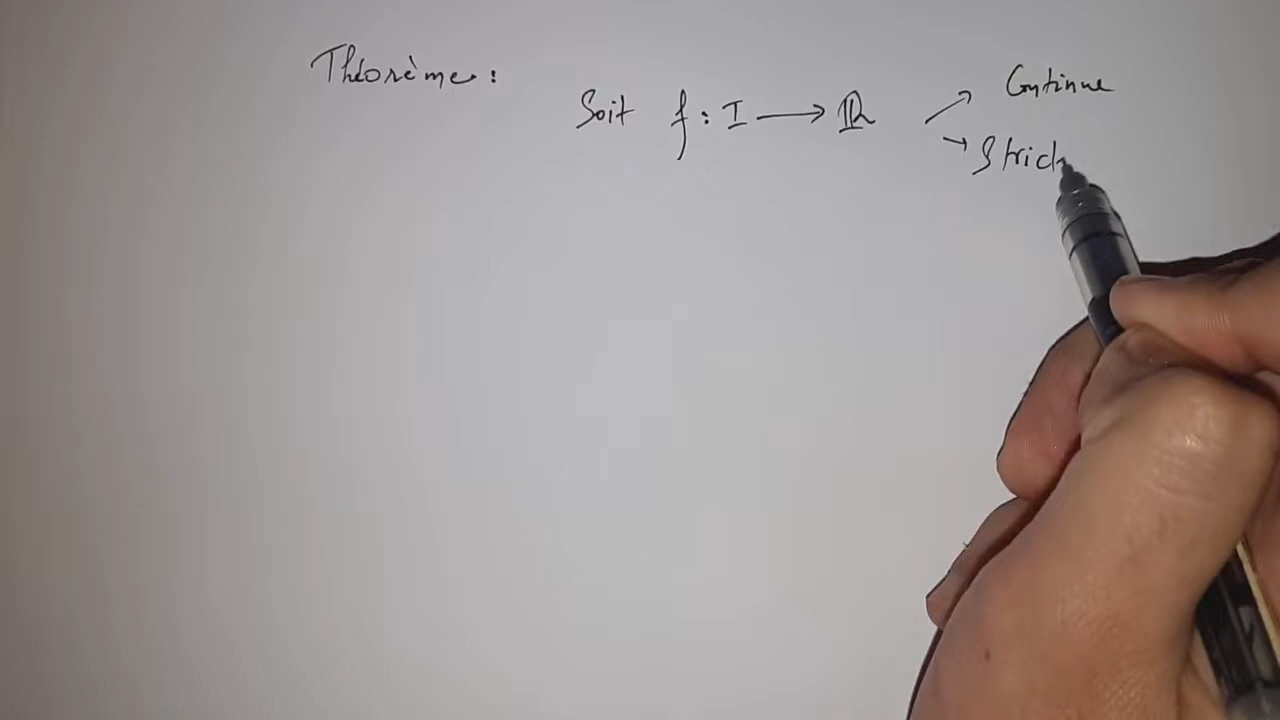 Théorème :
Continue
Soit f : I → ℝ
→ Strict